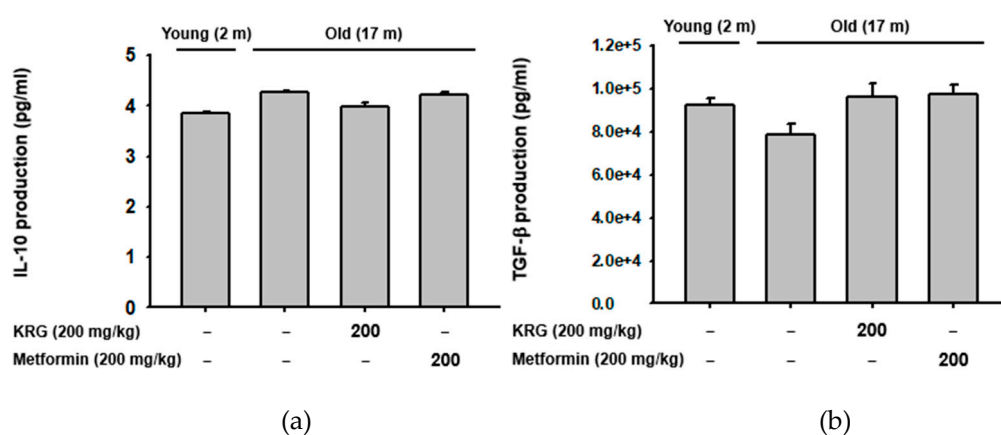 Young (2 m) Old (17 m)
IL-10 production (pg/ml)
5
4
3
2
1
0
KRG (200 mg/kg) – – 200 –
Metformin (200 mg/kg) – – – 200
(a)
Young (2 m) Old (17 m)
TGF-β production (pg/ml)
1.2e+5
1.0e+5
8.0e+4
6.0e+4
4.0e+4
2.0e+4
0.0
KRG (200 mg/kg) – – 200 –
Metformin (200 mg/kg) – – – 200
(b)